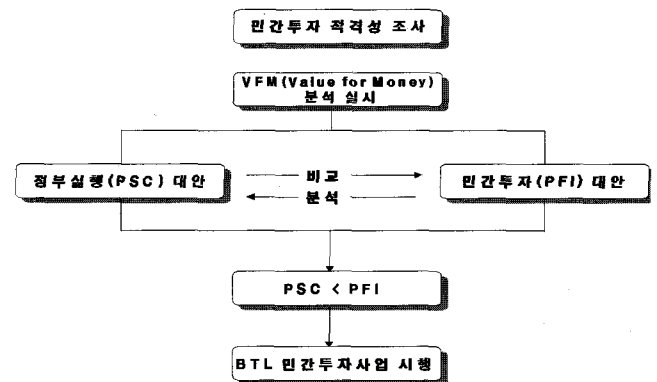 민간투자 적격성 조사
VFM(Value for Money)
분석 실시
정부실행(PSC) 대안
비교
분석
민간투자(PFI) 대안
PSC < PFI
BTL 민간투자사업 시행